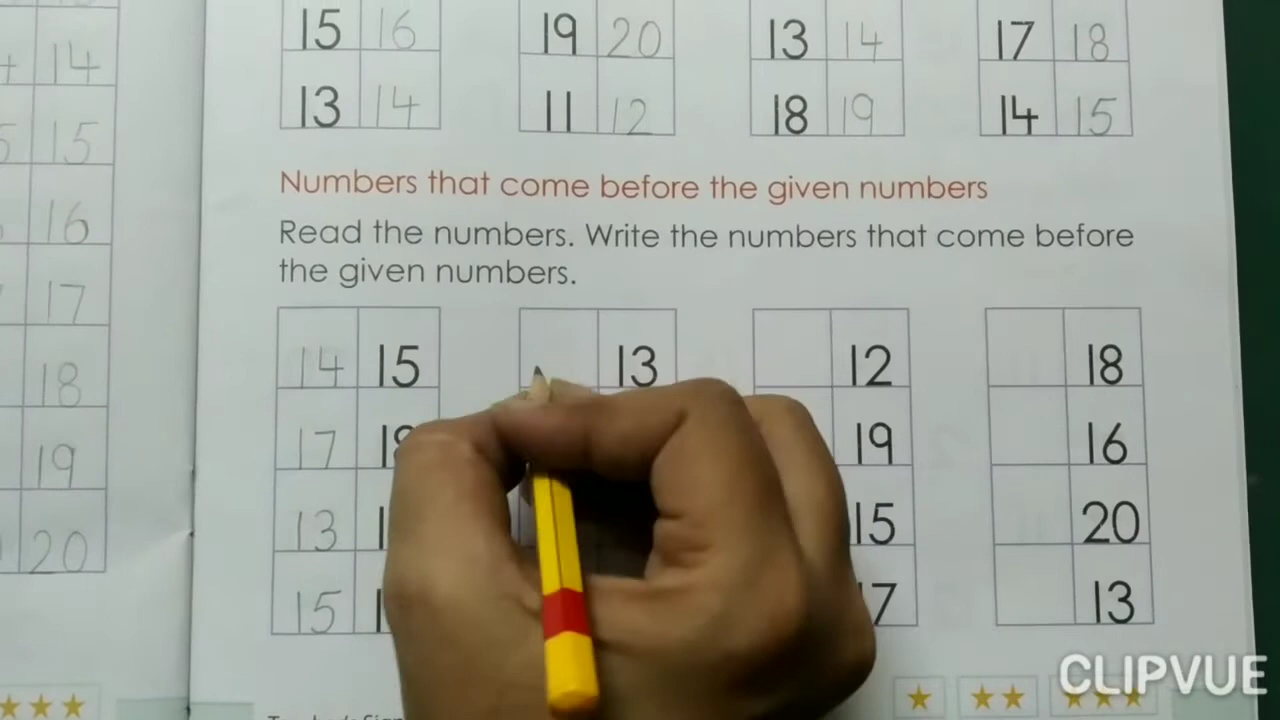 15 16 19 20 13 14 17 18
14 13 14 11 12 18 19 14 15
15
Numbers that come before the given numbers
16 Read the numbers. Write the numbers that come before
the given numbers.
17
14 15 13 12 18
18
17 19 16
19
13 15 20
20
15 13
CLIPVUE